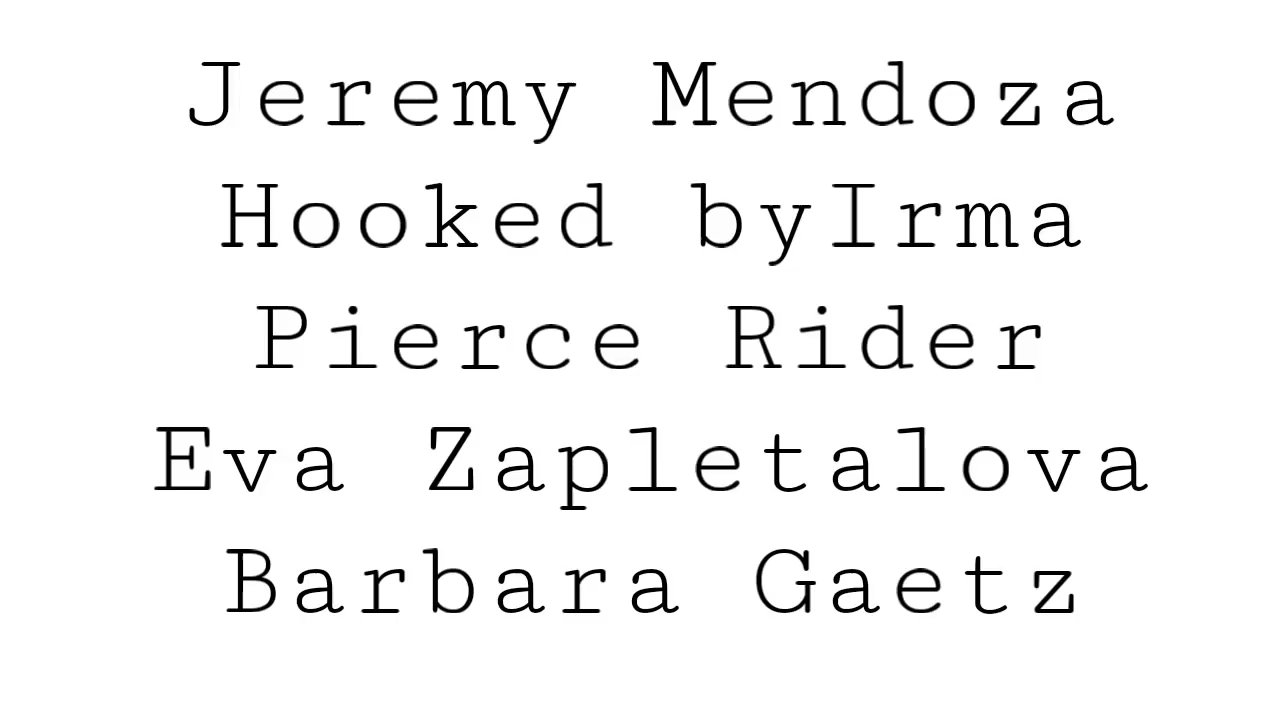 Jeremy Mendoza
Hooked byIrma
Pierce Rider
Eva Zapletalova
Barbara Gaetz